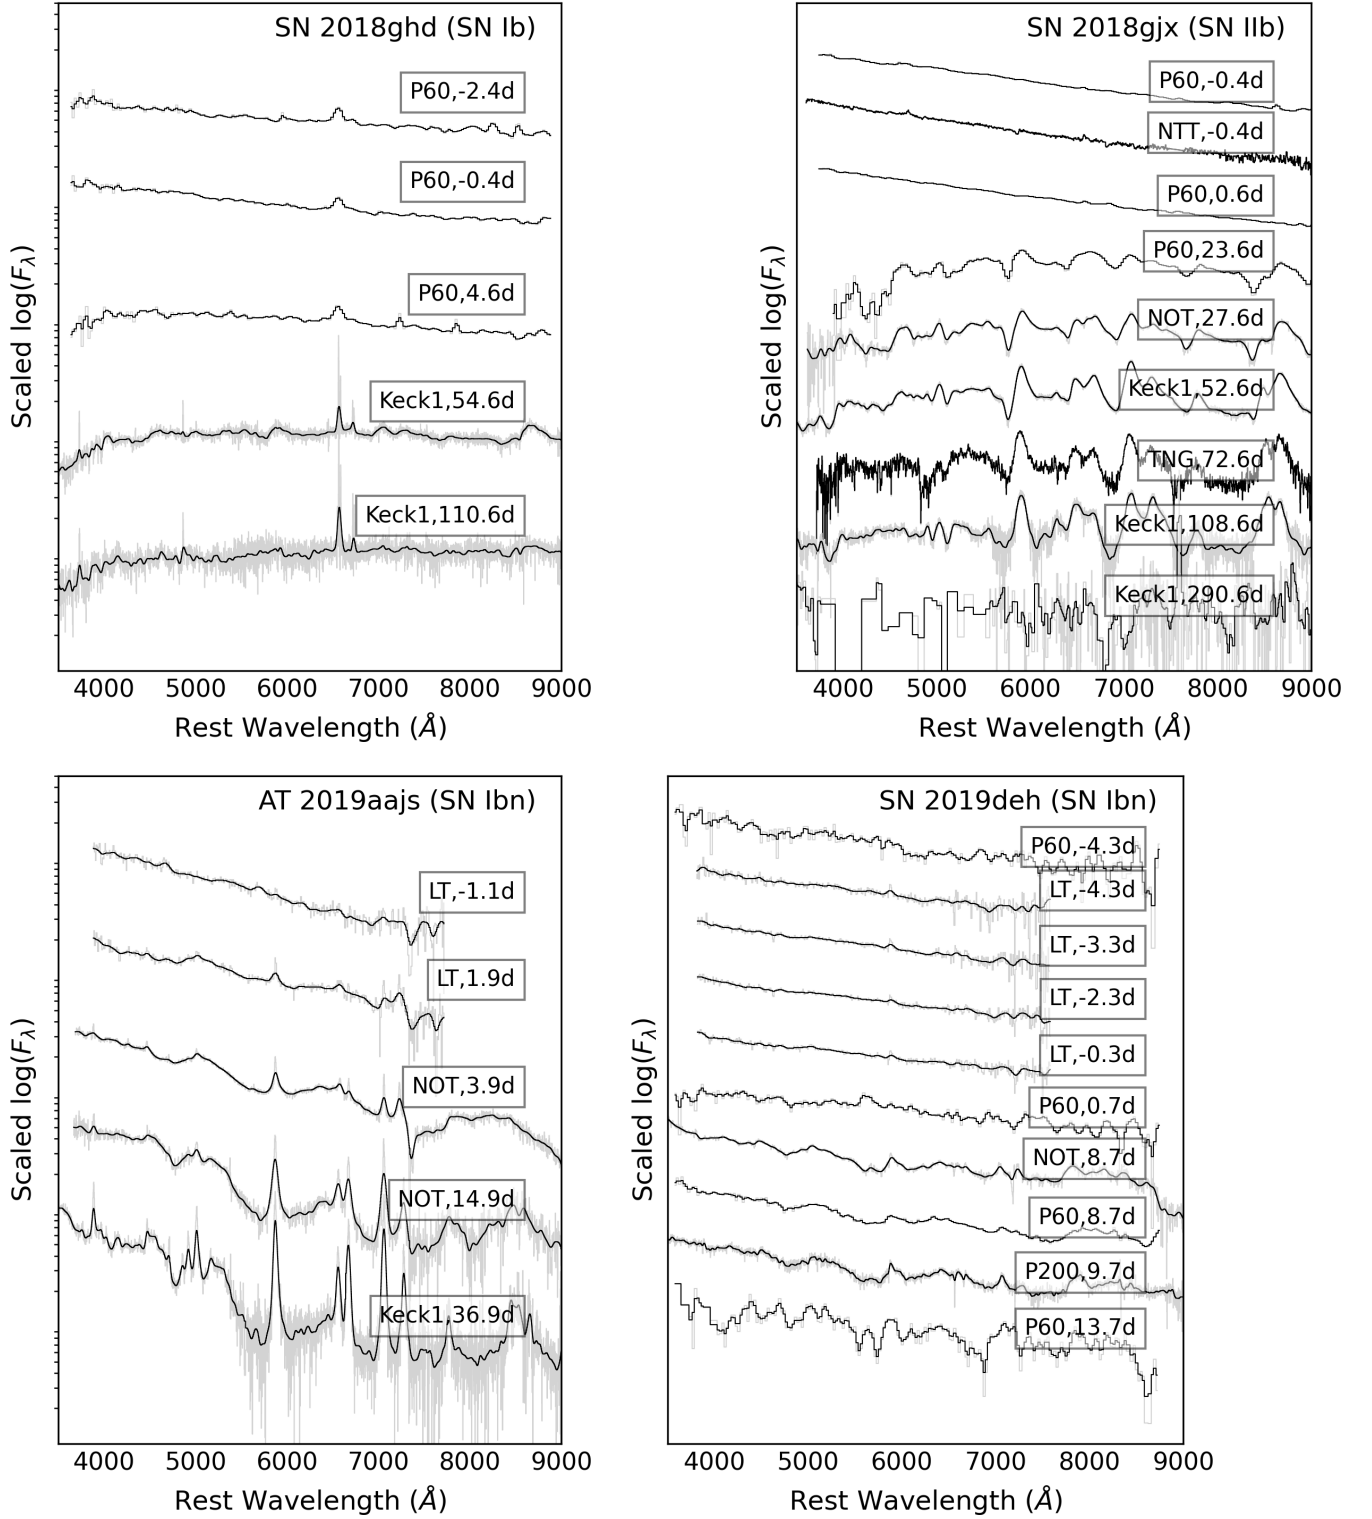 SN 2018ghd (SN Ib)
P60,-2.4d
P60,-0.4d
P60,4.6d
Keck1,54.6d
Keck1,110.6d
Scaled log(Fλ)
4000 5000 6000 7000 8000 9000
Rest Wavelength (Å)
SN 2018gjx (SN IIb)
P60,-0.4d
NTT,-0.4d
P60,0.6d
P60,23.6d
NOT,27.6d
Keck1,52.6d
TNG,72.6d
Keck1,108.6d
Keck1,290.6d
Scaled log(Fλ)
4000 5000 6000 7000 8000 9000
Rest Wavelength (Å)
AT 2019aajs (SN Ibn)
LT,-1.1d
LT,1.9d
NOT,3.9d
NOT,14.9d
Keck1,36.9d
Scaled log(Fλ)
4000 5000 6000 7000 8000 9000
Rest Wavelength (Å)
SN 2019deh (SN Ibn)
P60,-4.3d
LT,-4.3d
LT,-3.3d
LT,-2.3d
LT,-0.3d
P60,0.7d
NOT,8.7d
P60,8.7d
P200,9.7d
P60,13.7d
Scaled log(Fλ)
4000 5000 6000 7000 8000 9000
Rest Wavelength (Å)